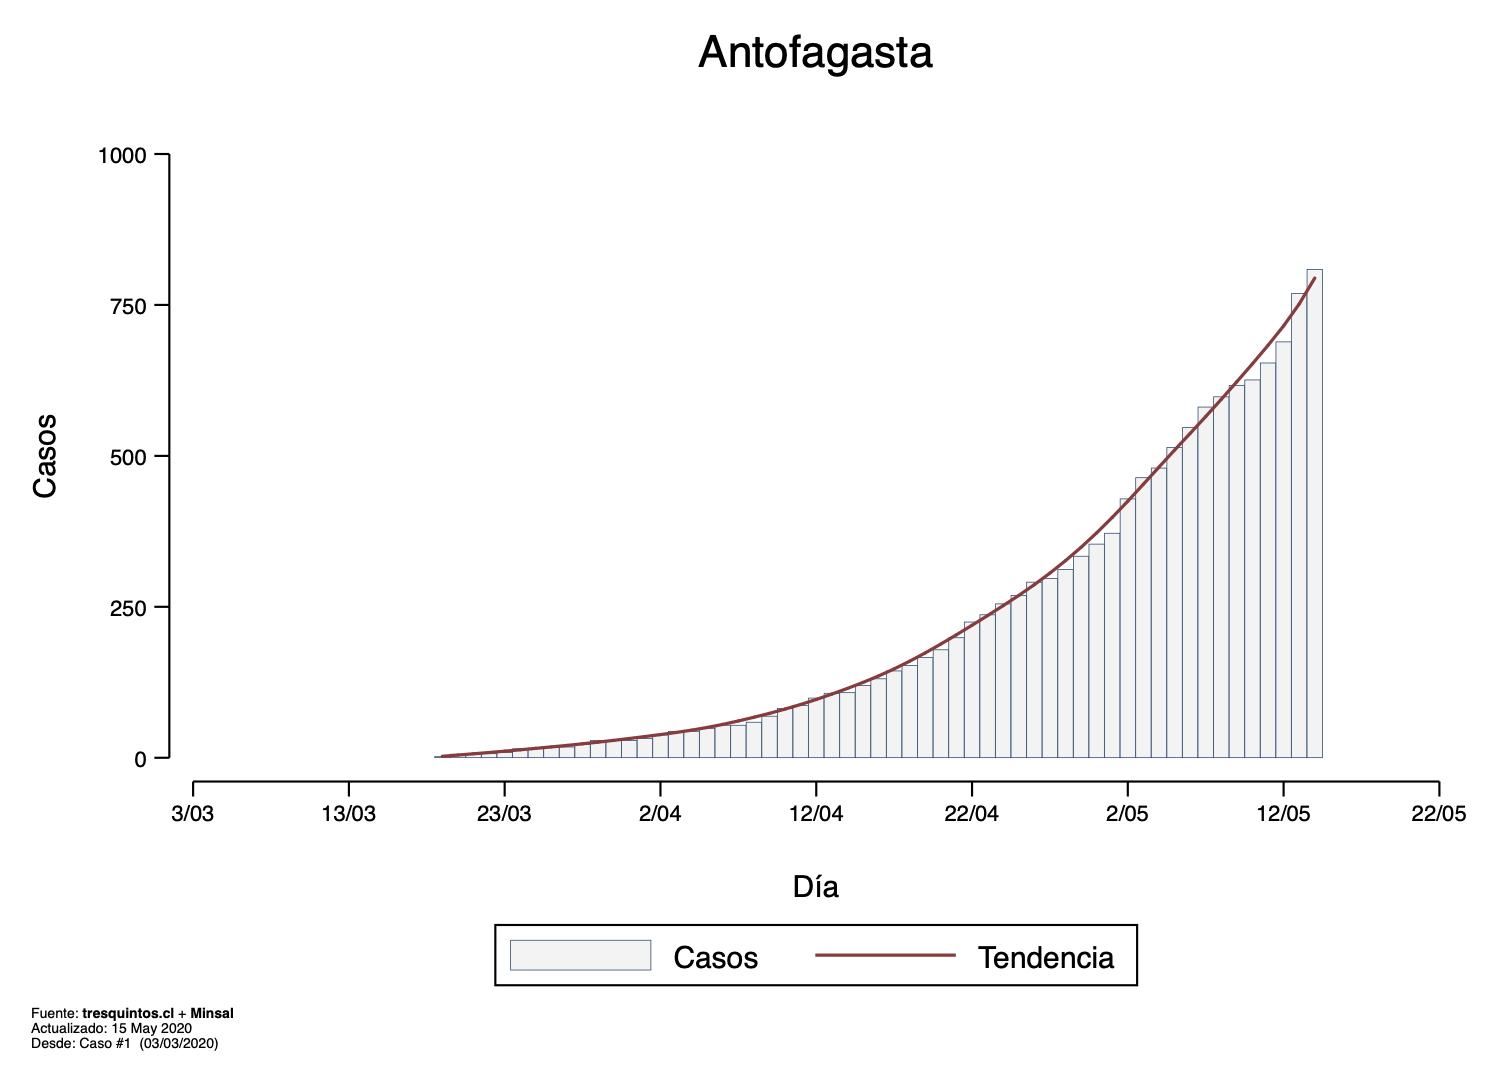 Antofagasta
1000
750
500
250
0
Casos
3/03 13/03 23/03 2/04 12/04 22/04 2/05 12/05 22/05
Día
Casos Tendencia
Fuente: tresquintos.cl + Minsal
Actualizado: 15 May 2020
Desde: Caso #1 (03/03/2020)